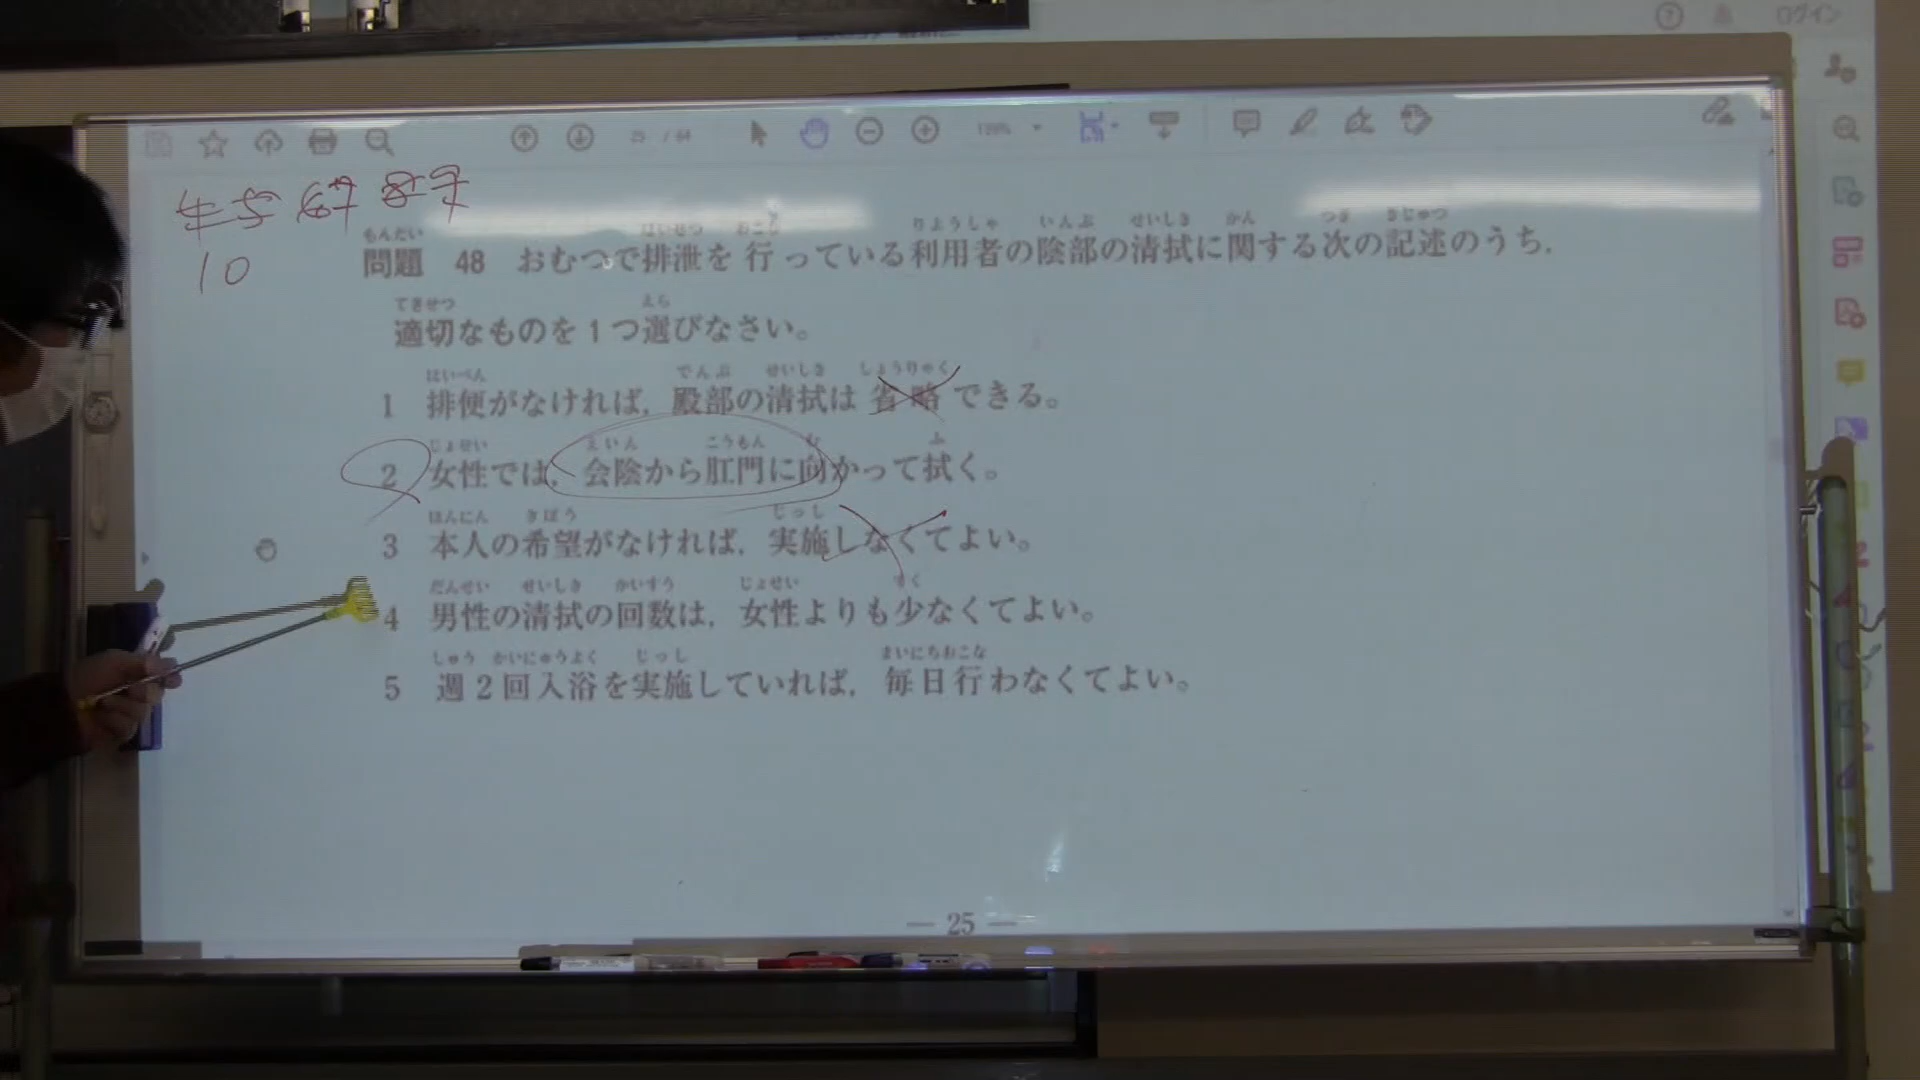 ログイン
25 / 64
10
問題 48 おむつで排泄を行っている利用者の陰部の清拭に関する次の記述のうち,
適切なものを1つ選びなさい。
1 排便がなければ,殿部の清拭は省略できる。
2 女性では,会陰から肛門に向かって拭く。
3 本人の希望がなければ,実施しなくてよい。
4 男性の清拭の回数は,女性よりも少なくてよい。
5 週2回入浴を実施していれば,毎日行わなくてよい。
— 25 —